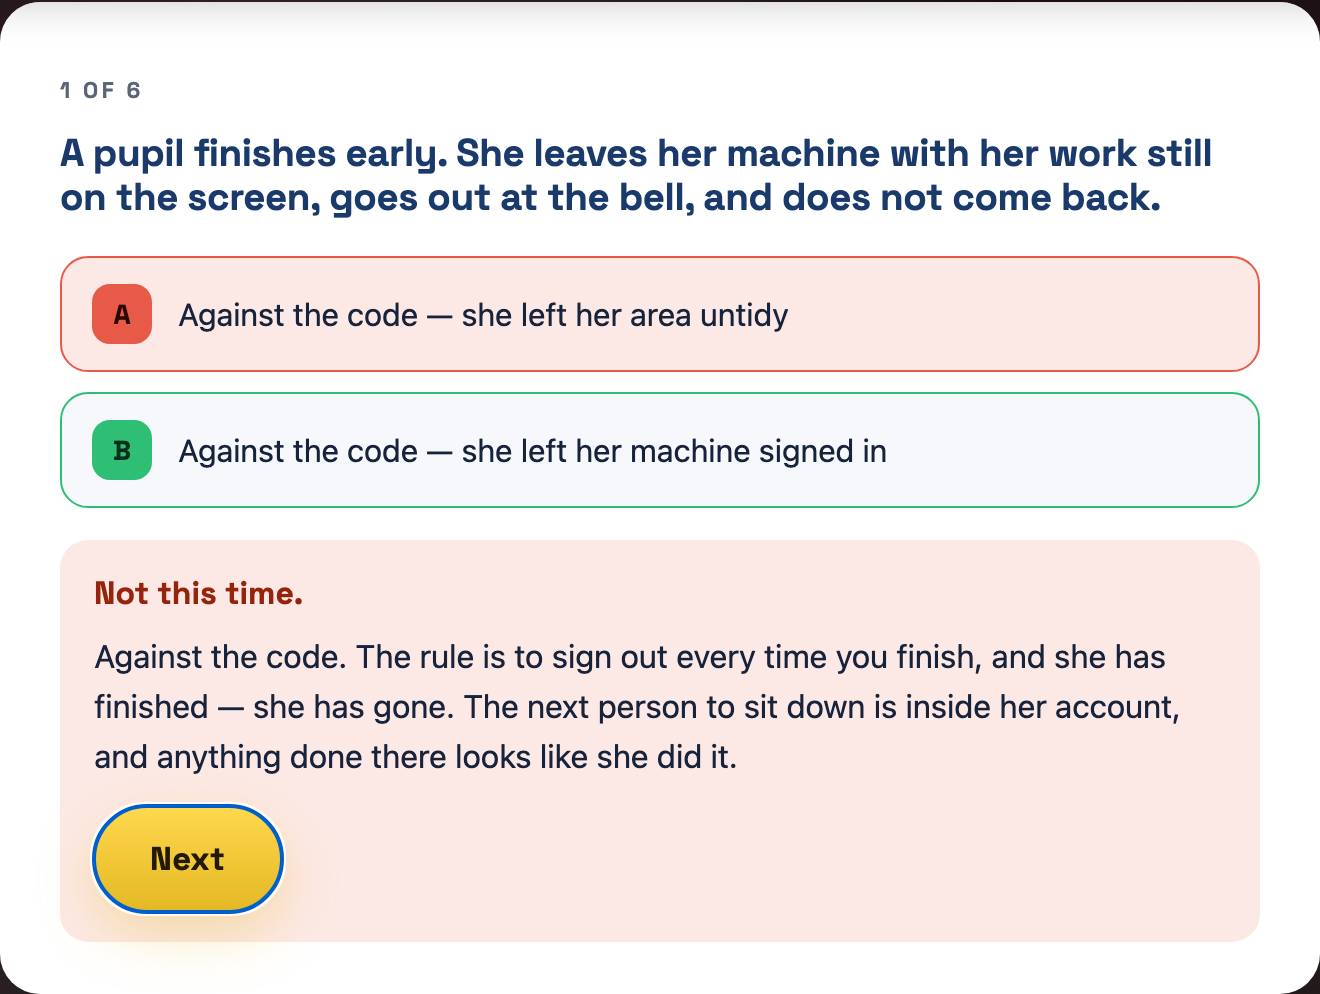 1 OF 6
A pupil finishes early. She leaves her machine with her work still
on the screen, goes out at the bell, and does not come back.
A Against the code — she left her area untidy
B Against the code — she left her machine signed in
Not this time.
Against the code. The rule is to sign out every time you finish, and she has
finished — she has gone. The next person to sit down is inside her account,
and anything done there looks like she did it.
Next